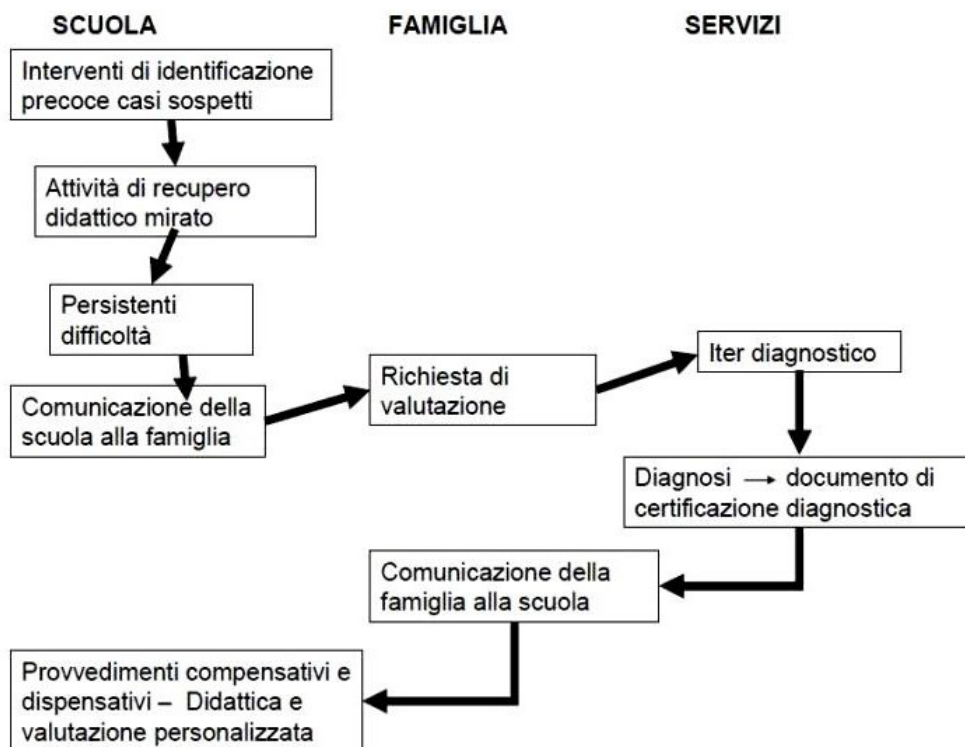 SCUOLA
FAMIGLIA
SERVIZI
Interventi di identificazione
precoce casi sospetti
Attività di recupero
didattico mirato
Persistenti
difficoltà
Comunicazione della
scuola alla famiglia
Richiesta di
valutazione
Iter diagnostico
Diagnosi → documento di
certificazione diagnostica
Comunicazione della
famiglia alla scuola
Provvedimenti compensativi e
dispensativi – Didattica e
valutazione personalizzata